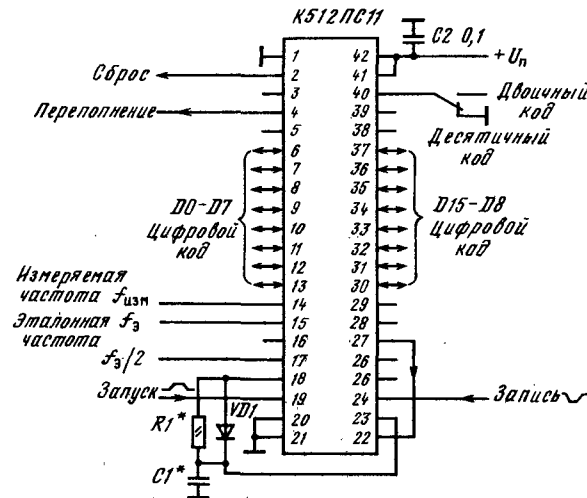 К512ПС11
C2 0,1
1 42 +Uп
Сброс 2 41
3 40 Двоичный код
Переполнение 4 39
5 38 Десятичный код
6 37
7 36
8 35
D0-D7 9 34 D15-D8
Цифровой код 10 33 Цифровой код
11 32
12 31
13 30
Измеряемая частота fизм 14 29
Эталонная частота fэ 15 28
16 27
fэ/2 17 26
18 26
Запуск 19 24 Запись
R1* VD1 20 23
21 22
C1*